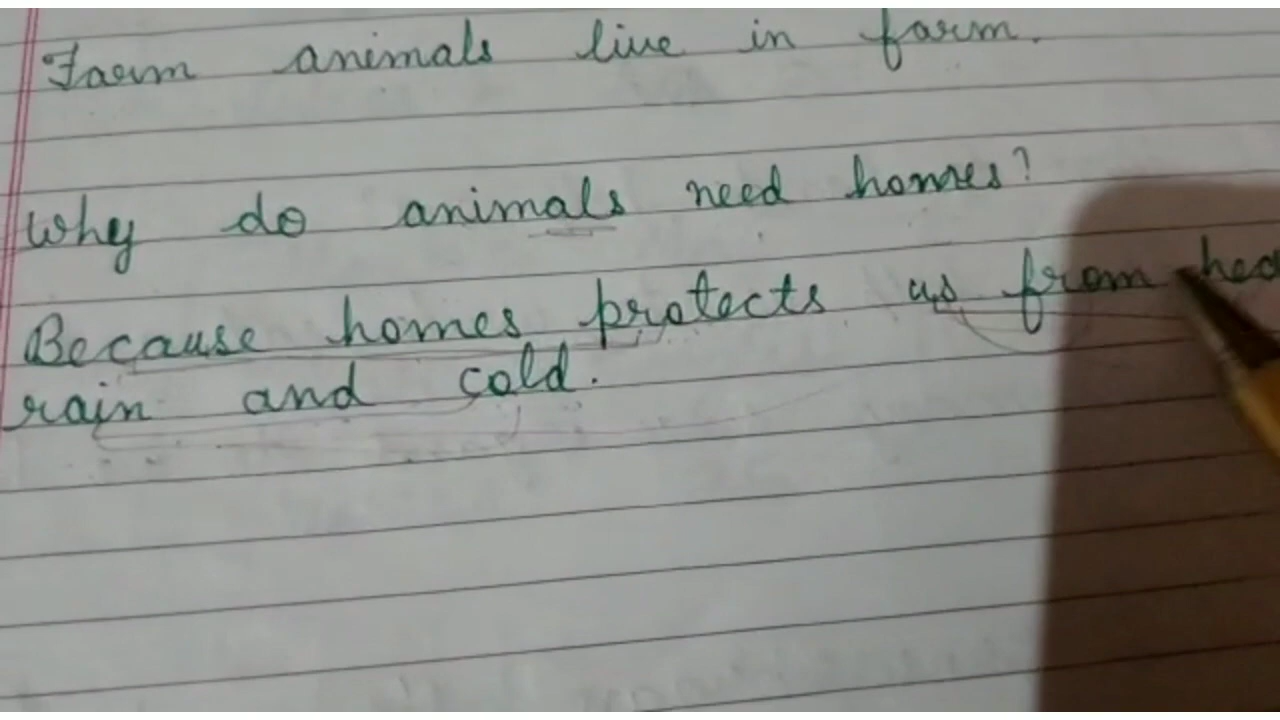 Farm animals live in farm.
Why do animals need homes?
Because homes protects us from
rain and cold.